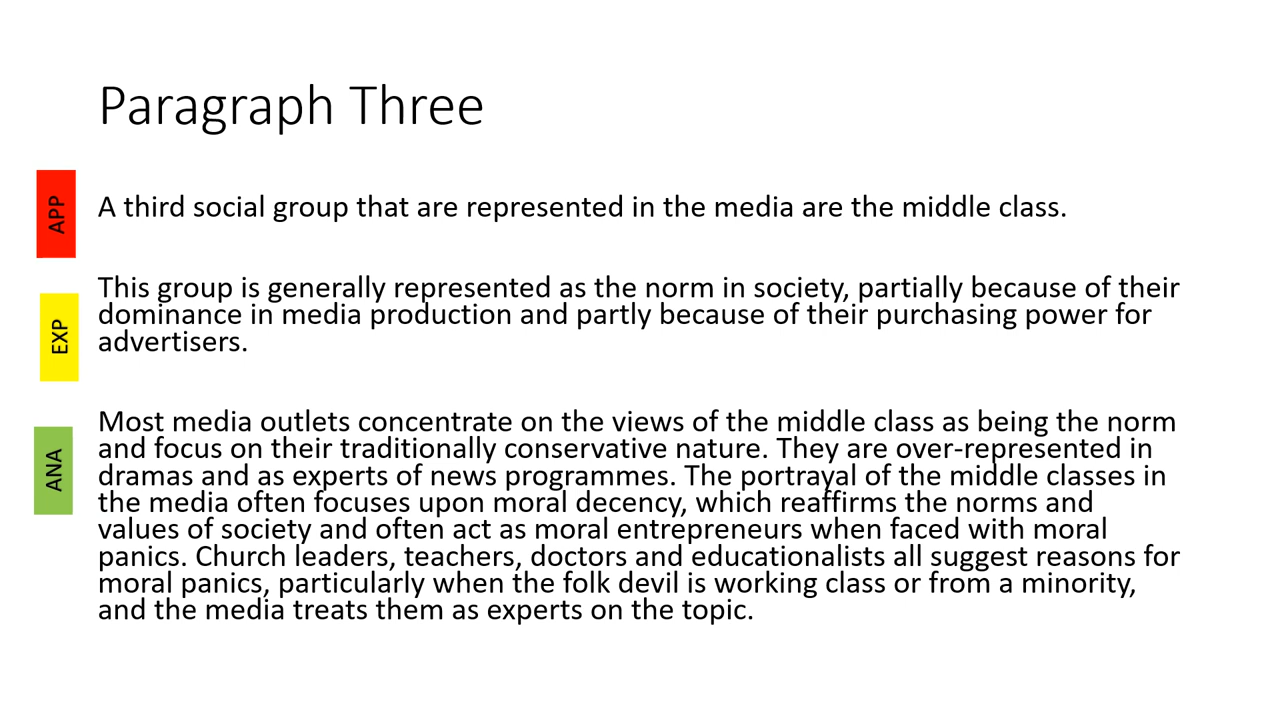 Paragraph Three
APP
A third social group that are represented in the media are the middle class.
EXP
This group is generally represented as the norm in society, partially because of their
dominance in media production and partly because of their purchasing power for
advertisers.
ANA
Most media outlets concentrate on the views of the middle class as being the norm
and focus on their traditionally conservative nature. They are over-represented in
dramas and as experts of news programmes. The portrayal of the middle classes in
the media often focuses upon moral decency, which reaffirms the norms and
values of society and often act as moral entrepreneurs when faced with moral
panics. Church leaders, teachers, doctors and educationalists all suggest reasons for
moral panics, particularly when the folk devil is working class or from a minority,
and the media treats them as experts on the topic.